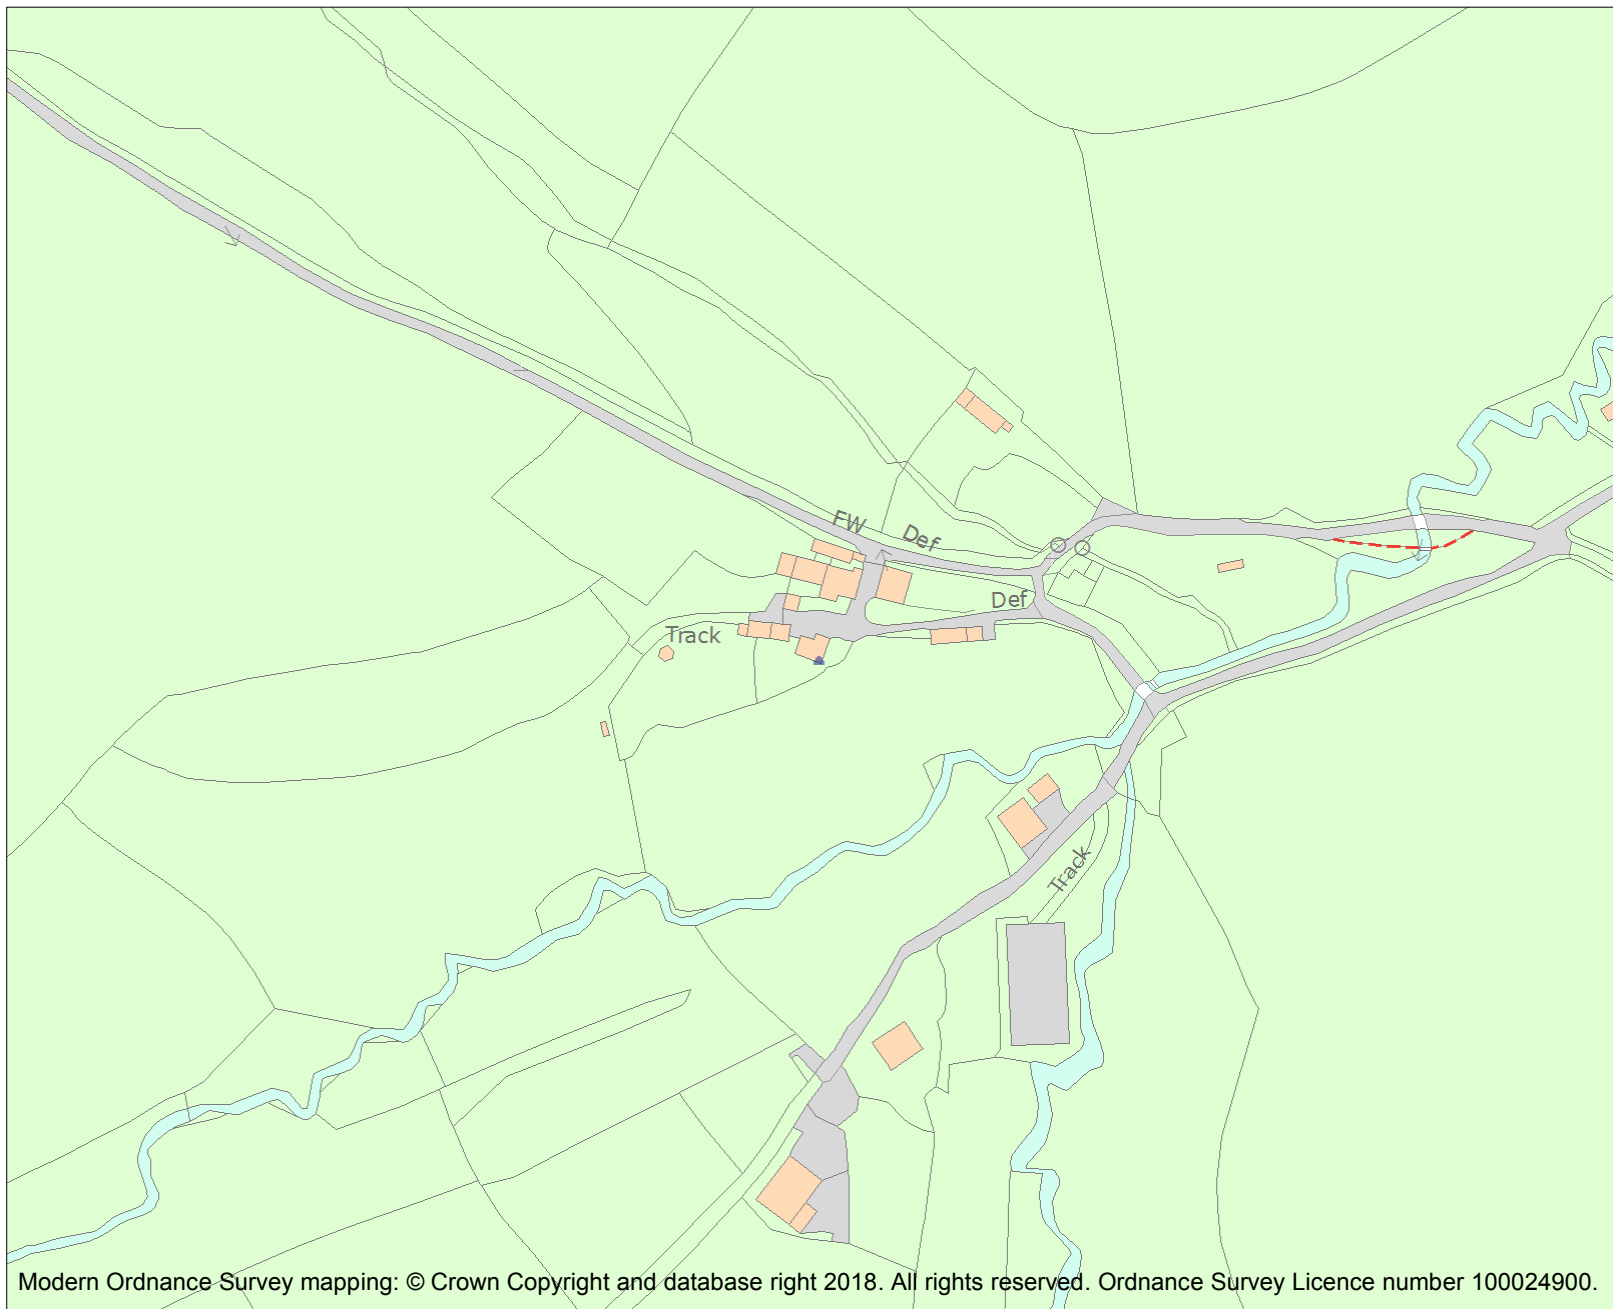 FW
Def
Def
Track
Track
Modern Ordnance Survey mapping: © Crown Copyright and database right 2018. All rights reserved. Ordnance Survey Licence number 100024900.